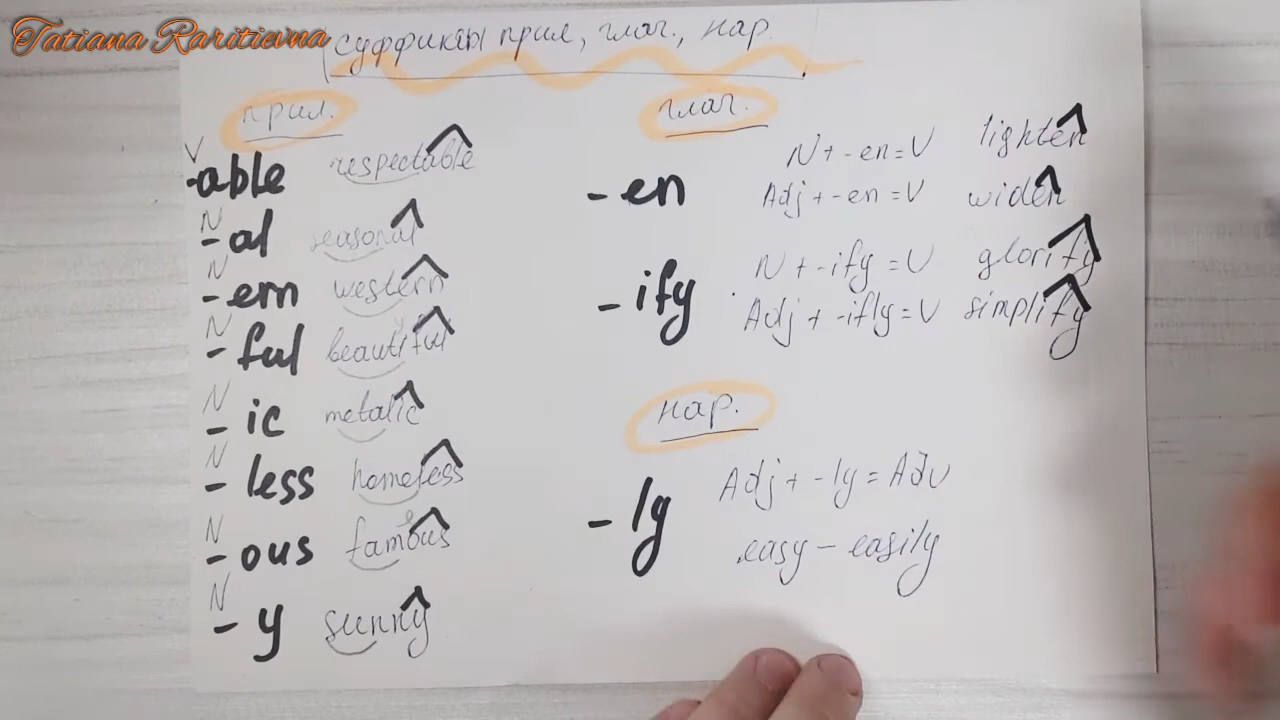 Tatiana Raritievna
суффиксы прил., глаг., нар.
прил.
V
-able respectable
N
-al seasonal
N
-ern western
N
-ful beautiful
N
-ic metalic
N
-less homeless
N
-ous famous
N
-y sunny
глаг.
-en
N + -en = V lighten
Adj + -en = V widen
-ify
N + -ify = V glorify
Adj + -ifly = V simplify
нар.
-ly
Adj + -ly = Adv
easy – easily